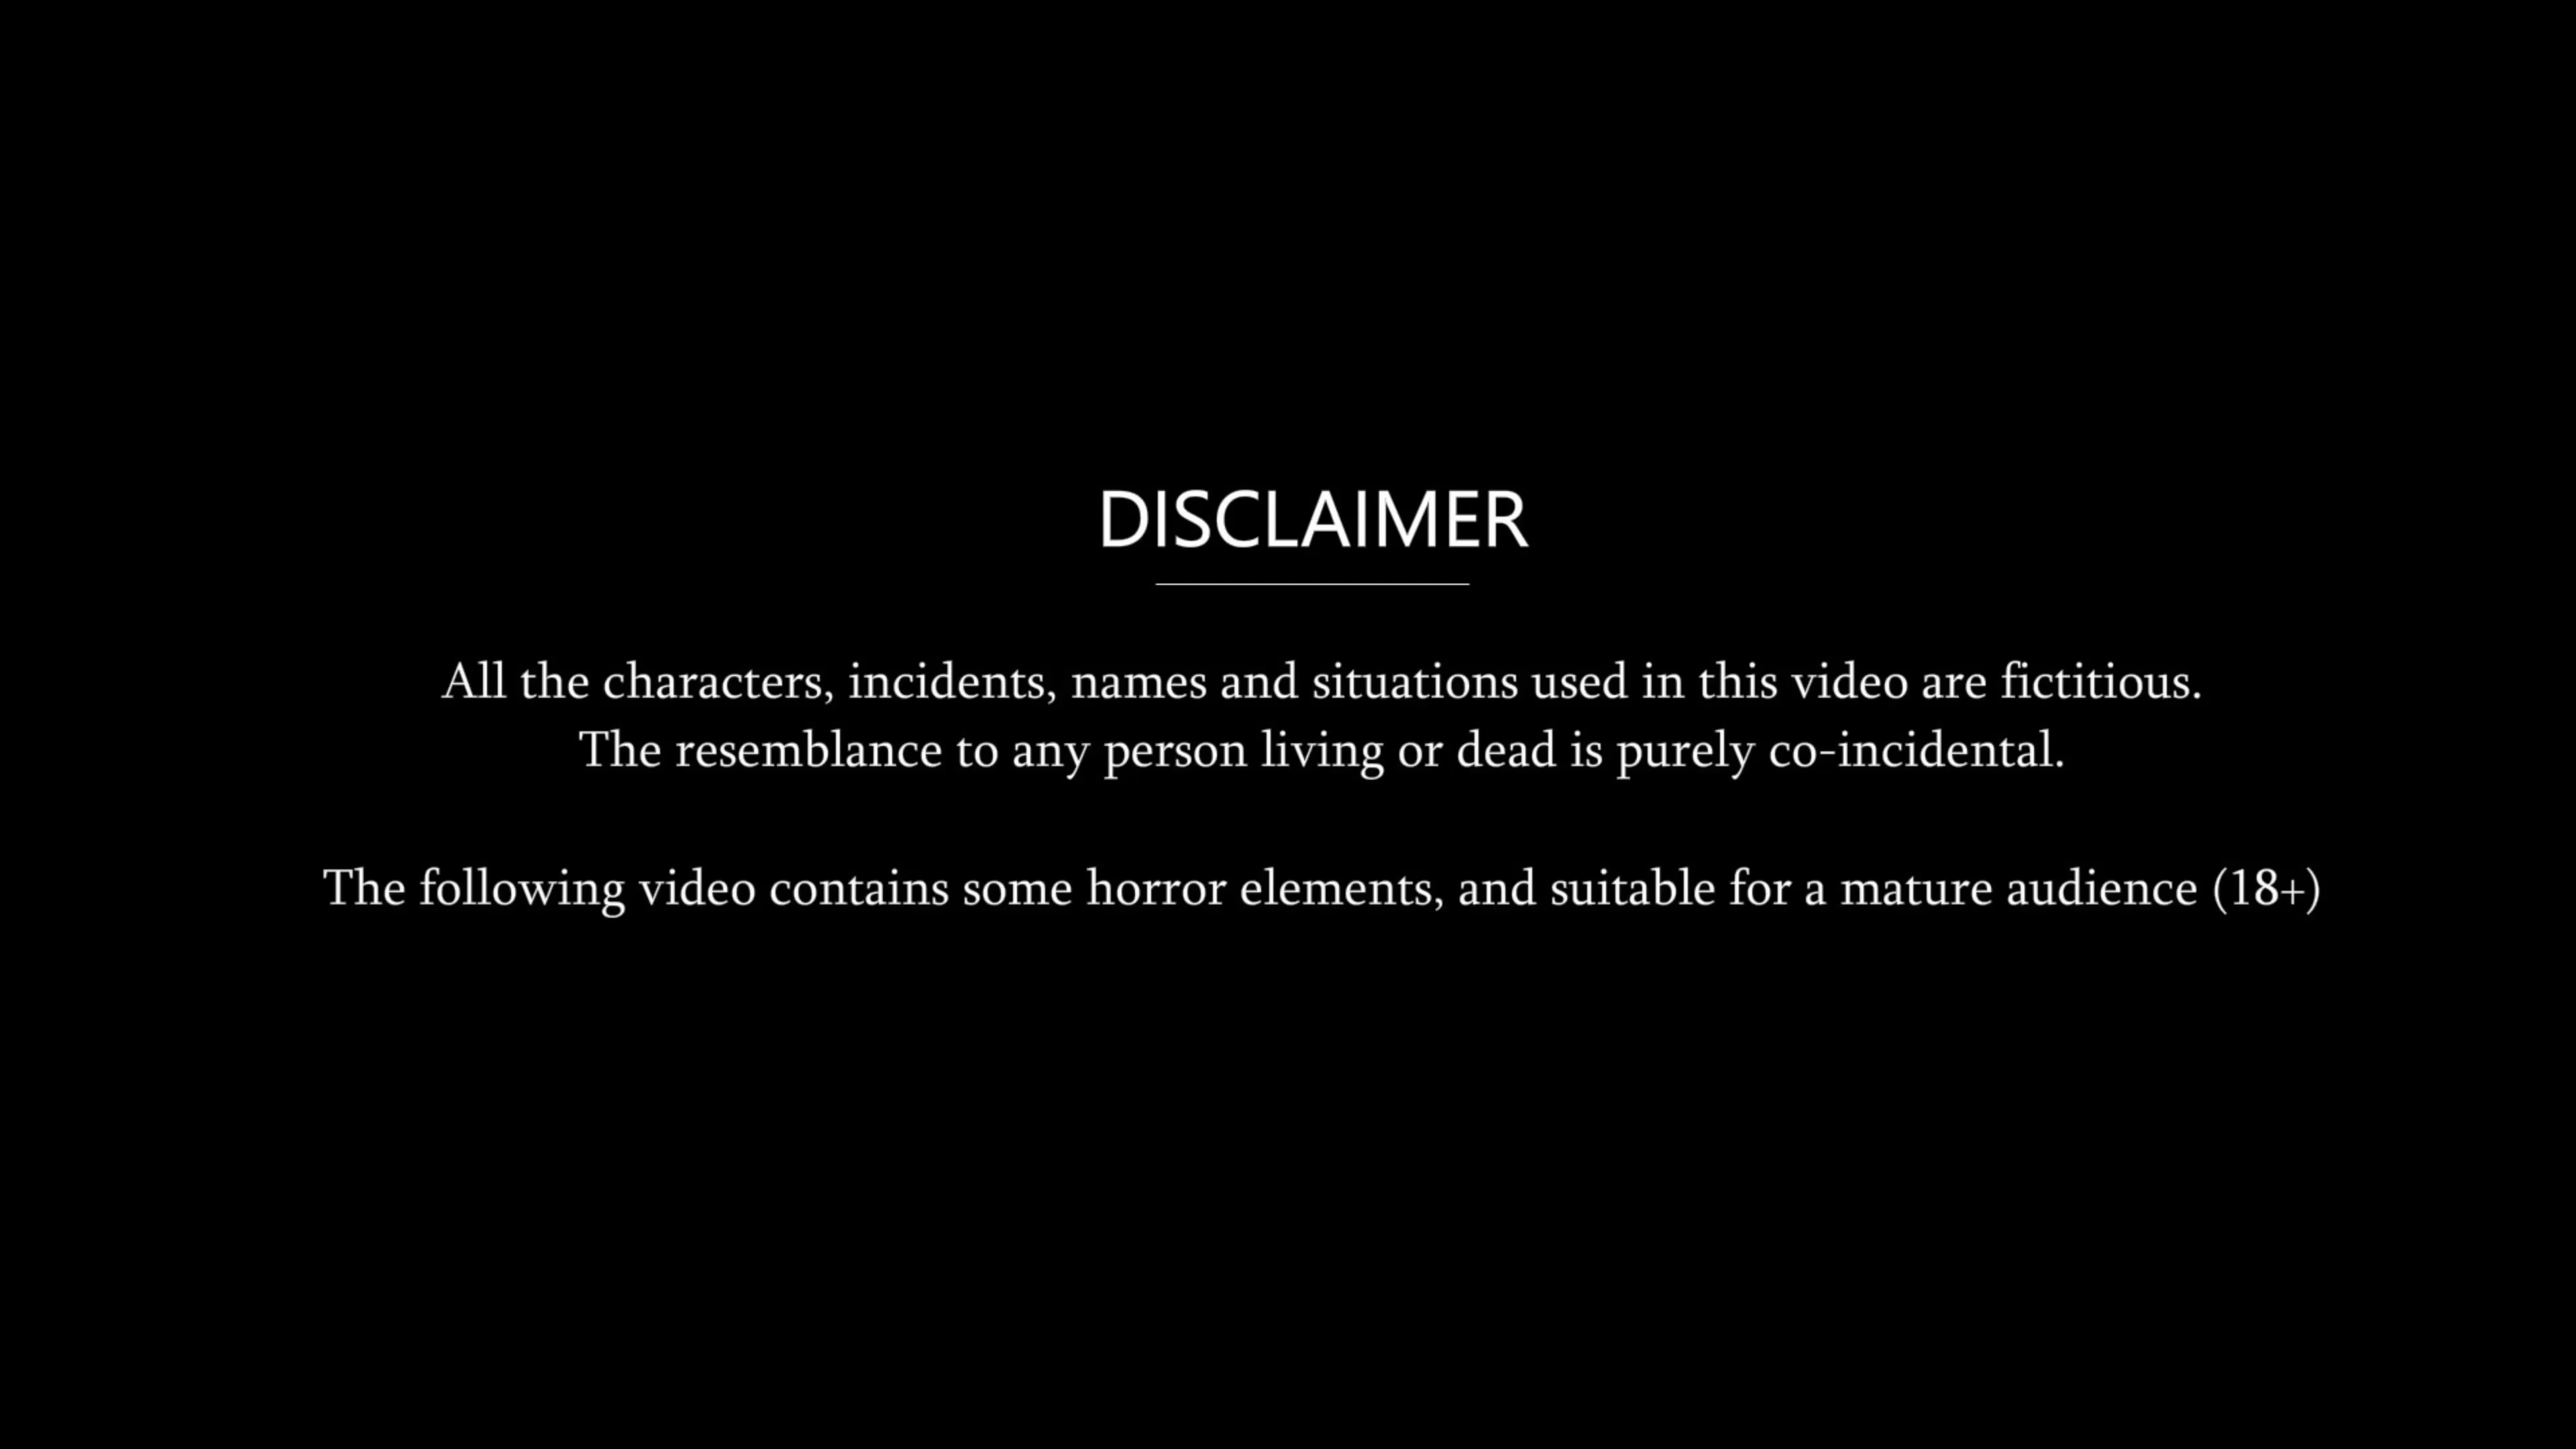 DISCLAIMER
All the characters, incidents, names and situations used in this video are fictitious.
The resemblance to any person living or dead is purely co-incidental.
The following video contains some horror elements, and suitable for a mature audience (18+)